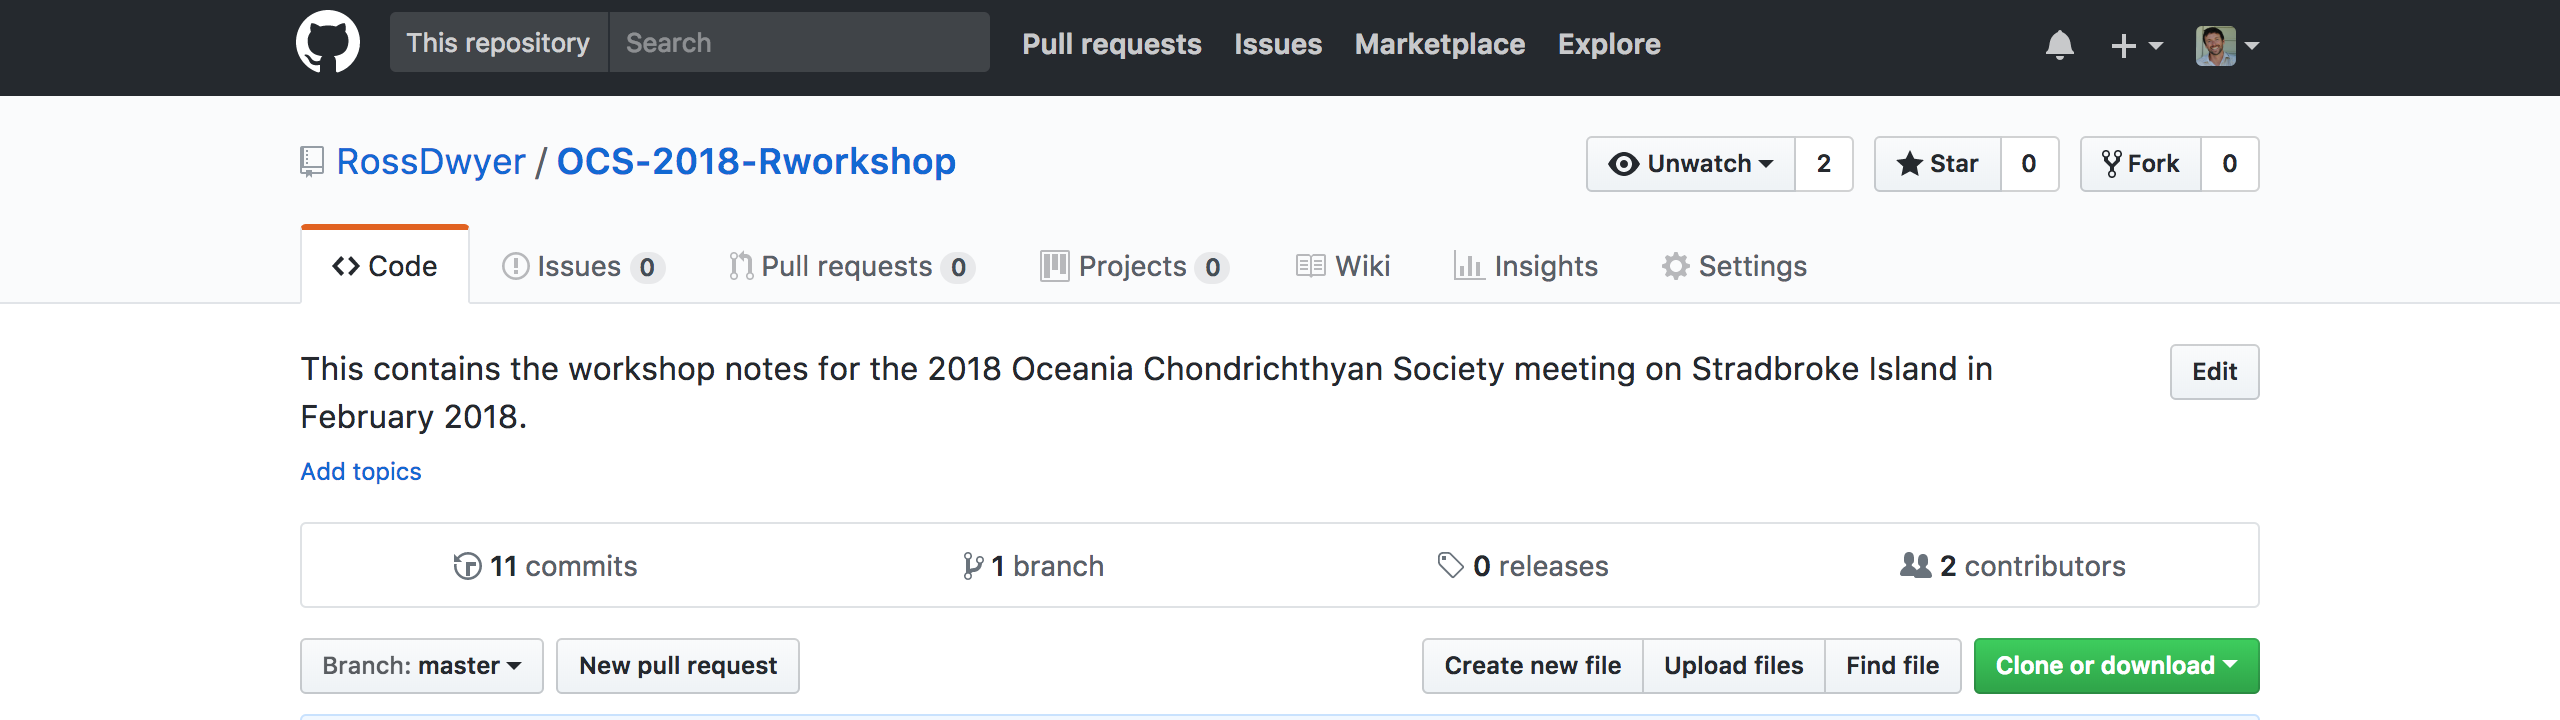 This repository Search Pull requests Issues Marketplace Explore
RossDwyer / OCS-2018-Rworkshop Unwatch 2 Star 0 Fork 0
Code Issues 0 Pull requests 0 Projects 0 Wiki Insights Settings
This contains the workshop notes for the 2018 Oceania Chondrichthyan Society meeting on Stradbroke Island in Edit
February 2018.
Add topics
11 commits 1 branch 0 releases 2 contributors
Branch: master New pull request Create new file Upload files Find file Clone or download